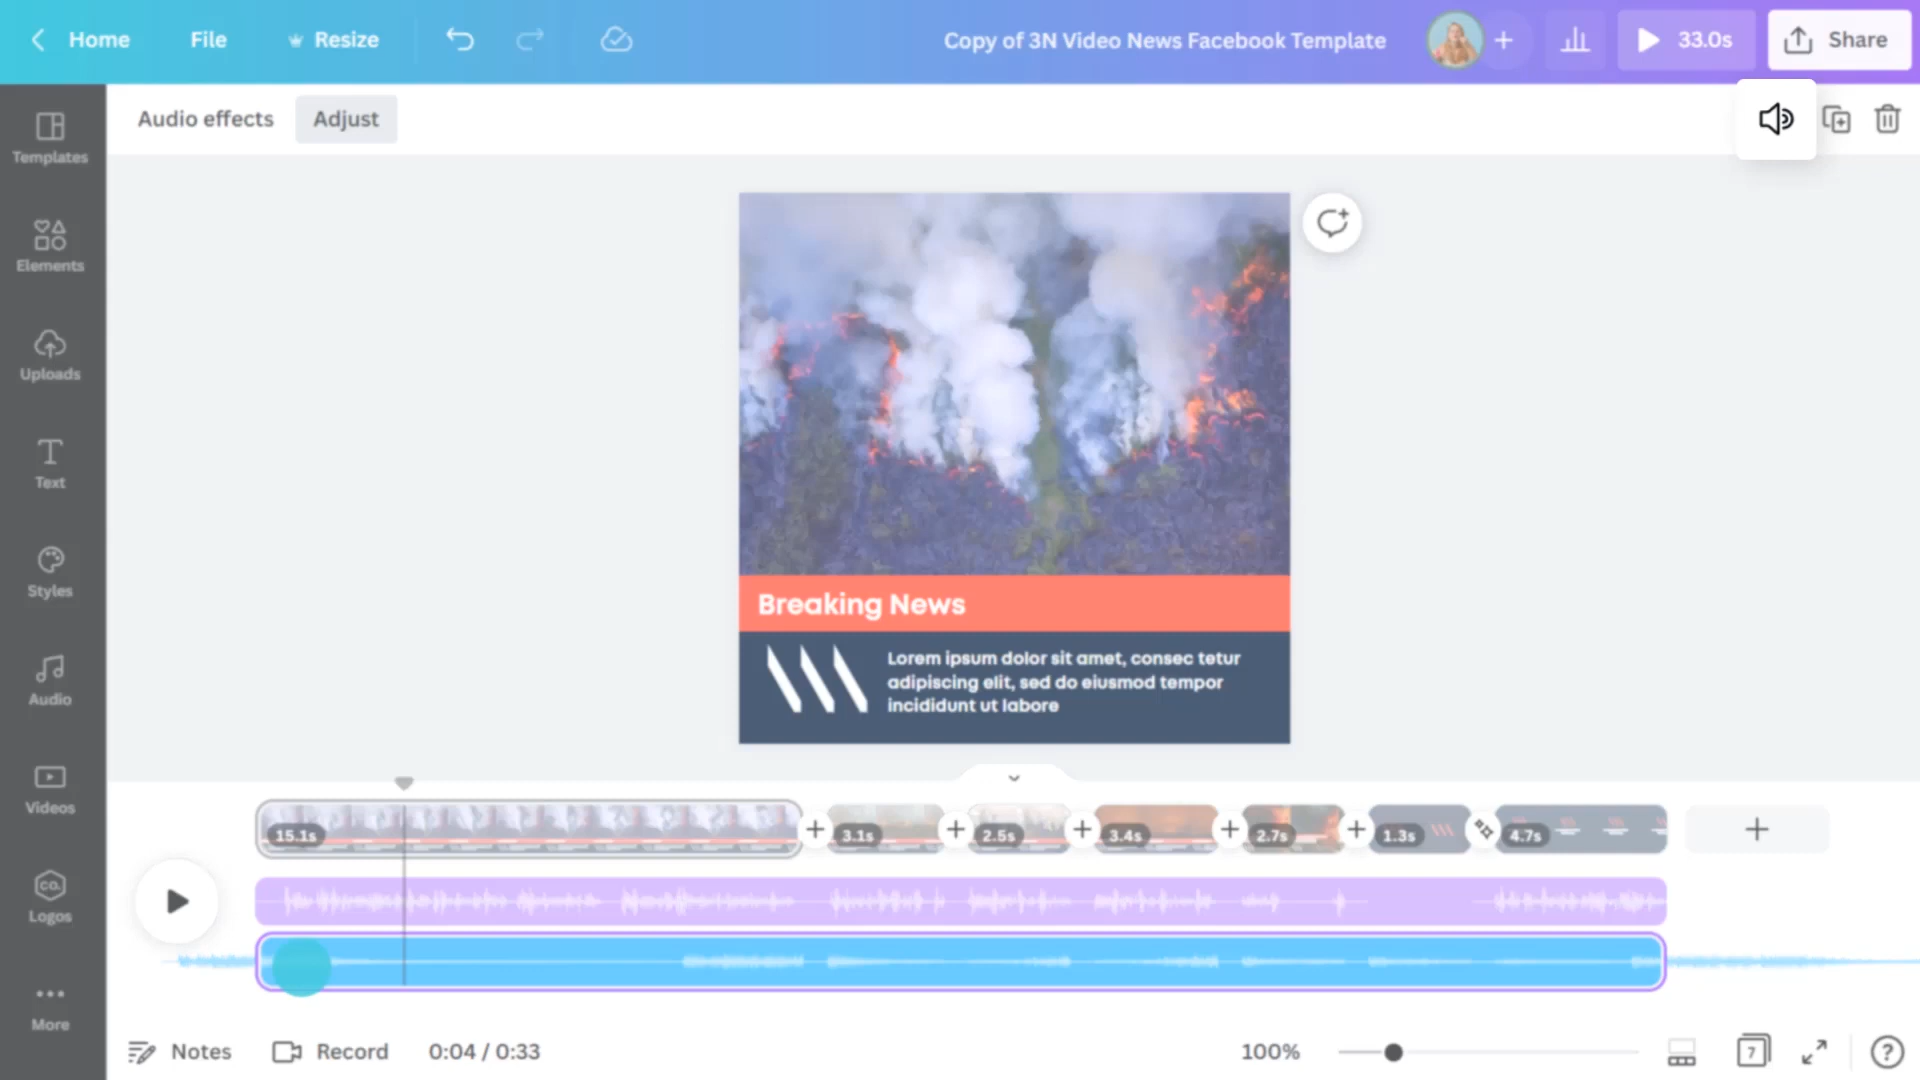 Home
File
Resize
Copy of 3N Video News Facebook Template
33.0s
Share
Audio effects
Adjust
Templates
Elements
Uploads
Text
Styles
Audio
Videos
CO.
Logos
More
Breaking News
Lorem ipsum dolor sit amet, consec tetur
adipiscing elit, sed do eiusmod tempor
incididunt ut labore
15.1s
3.1s
2.5s
3.4s
2.7s
1.3s
4.7s
Notes
Record
0:04 / 0:33
100%
7
?